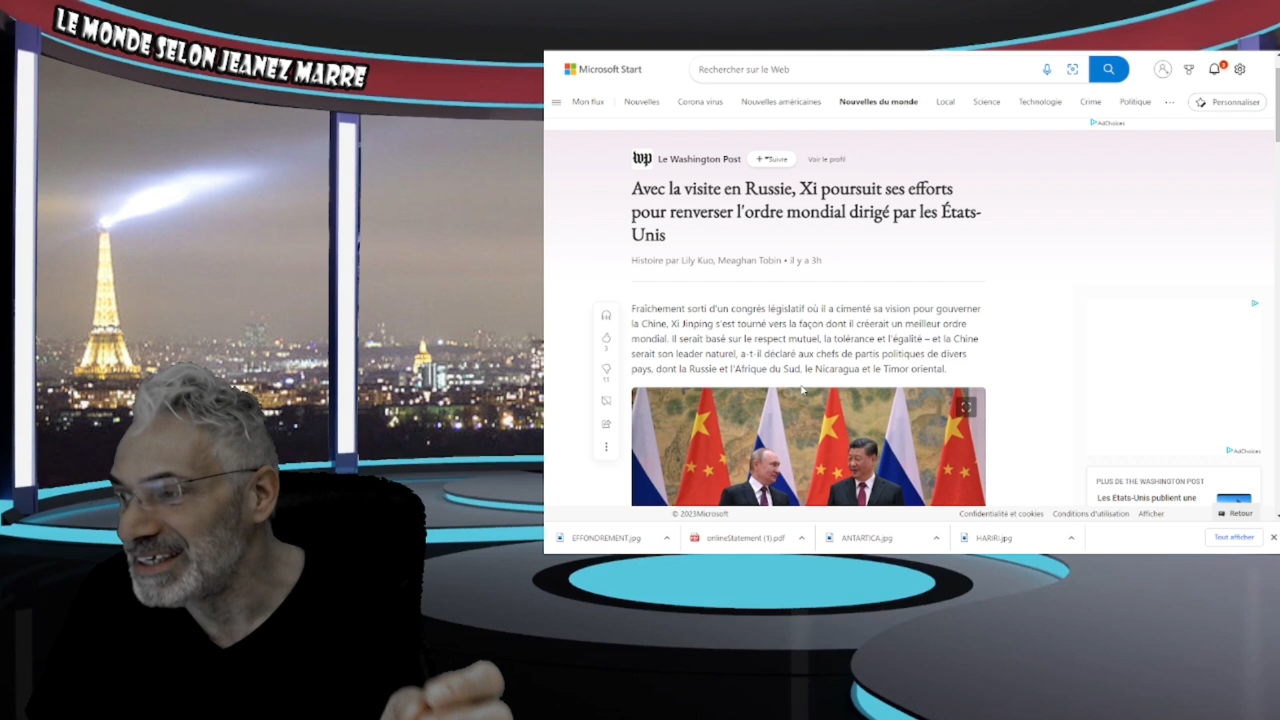 LE MONDE SELON JEANEZ MARRE
Microsoft Start
Rechercher sur le Web
3
Mon flux
Nouvelles
Corona virus
Nouvelles américaines
Nouvelles du monde
Local
Science
Technologie
Crime
Politique
...
Personnaliser
AdChoices
wp Le Washington Post
+ Suivre
Voir le profil
Avec la visite en Russie, Xi poursuit ses efforts
pour renverser l'ordre mondial dirigé par les États-
Unis
Histoire par Lily Kuo, Meaghan Tobin • il y a 3h
Fraîchement sorti d'un congrès législatif où il a cimenté sa vision pour gouverner
la Chine, Xi Jinping s'est tourné vers la façon dont il créerait un meilleur ordre
mondial. Il serait basé sur le respect mutuel, la tolérance et l'égalité – et la Chine
serait son leader naturel, a-t-il déclaré aux chefs de partis politiques de divers
pays, dont la Russie et l'Afrique du Sud, le Nicaragua et le Timor oriental.
3
11
AdChoices
PLUS DE THE WASHINGTON POST
Les États-Unis publient une
© 2023Microsoft
Confidentialité et cookies
Conditions d'utilisation
Afficher
Retour
EFFONDREMENT.jpg
onlineStatement (1).pdf
ANTARTICA.jpg
HARIRI.jpg
Tout afficher